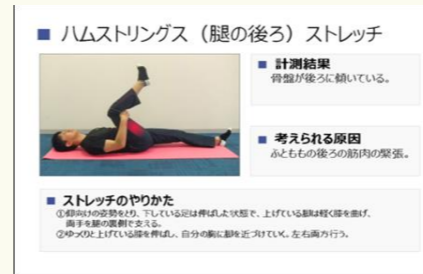 ハムストリングス（腿の後ろ）ストレッチ
計測結果
骨盤が後ろに傾いている。
考えられる原因
ふとももの後ろの筋肉の緊張。
ストレッチのやりかた
①仰向けの姿勢をとり、下している足は伸ばした状態で、上げている脚は軽く膝を曲げ、
両手を腿の裏側で支える。
②ゆっくりと上げている膝を伸ばし、自分の胸に脚を近づけていく。左右両方行う。